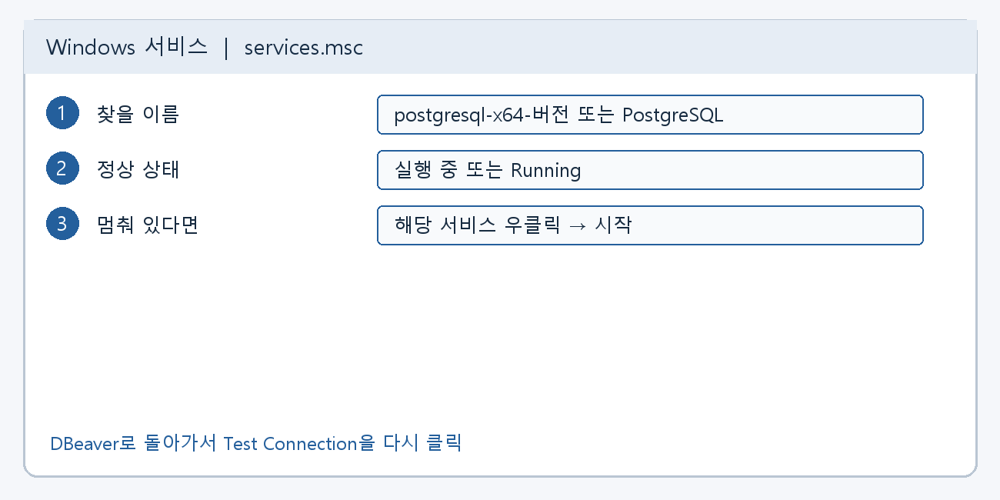 Windows 서비스 | services.msc
1 찾을 이름 postgresql-x64-버전 또는 PostgreSQL
2 정상 상태 실행 중 또는 Running
3 멈춰 있다면 해당 서비스 우클릭 → 시작
DBeaver로 돌아가서 Test Connection을 다시 클릭